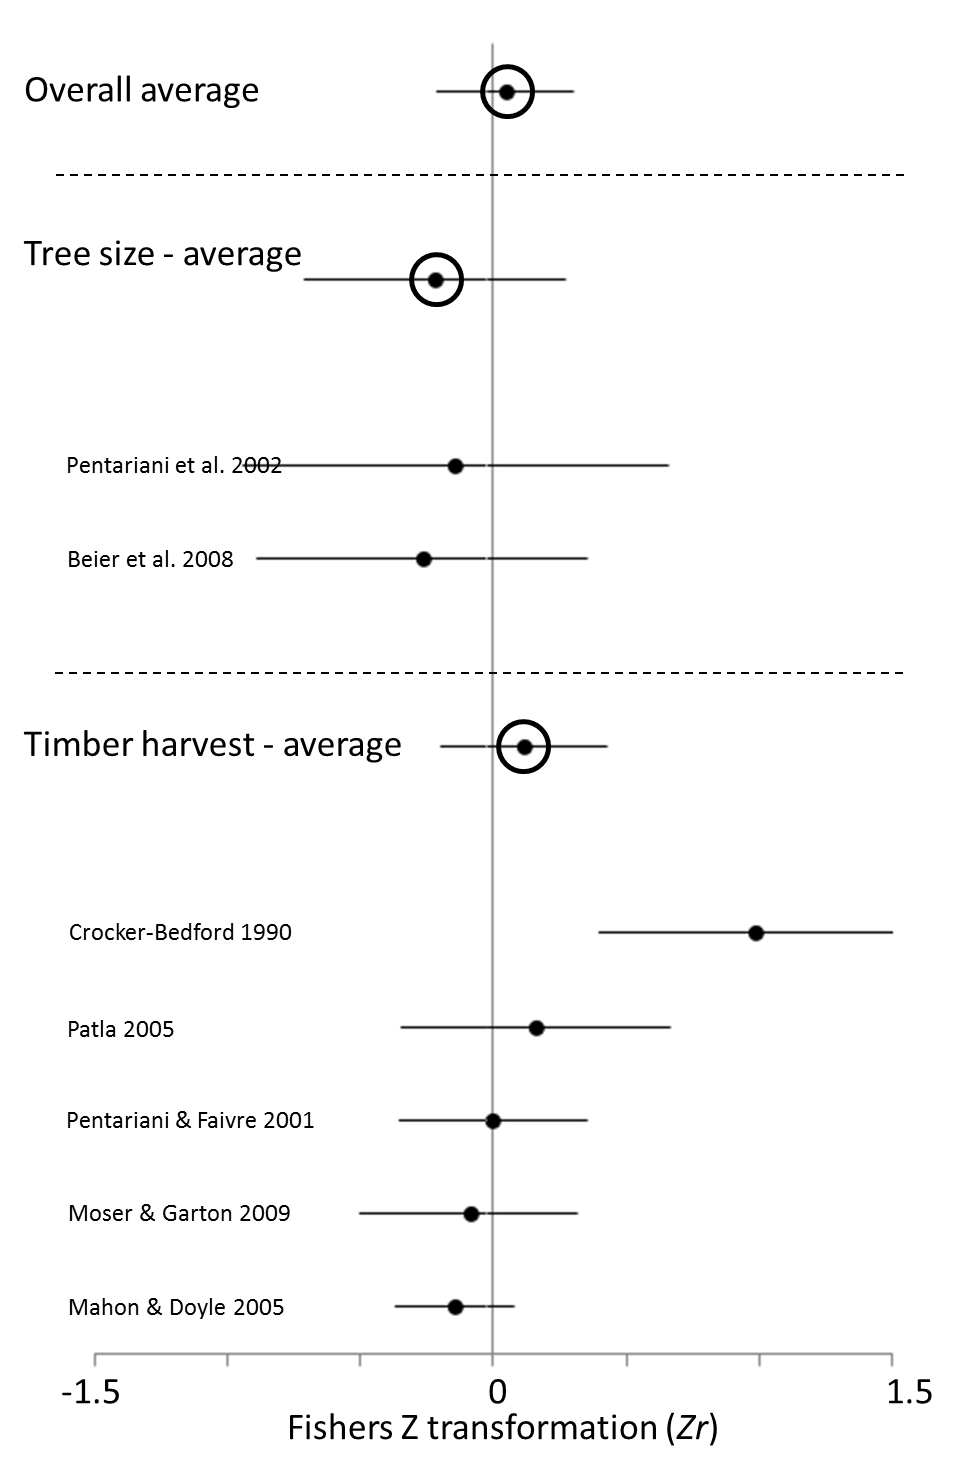 Overall average
Tree size - average
Pentariani et al. 2002
Beier et al. 2008
Timber harvest - average
Crocker-Bedford 1990
Patla 2005
Pentariani & Faivre 2001
Moser & Garton 2009
Mahon & Doyle 2005
-1.5 0 1.5
Fishers Z transformation (Zr)